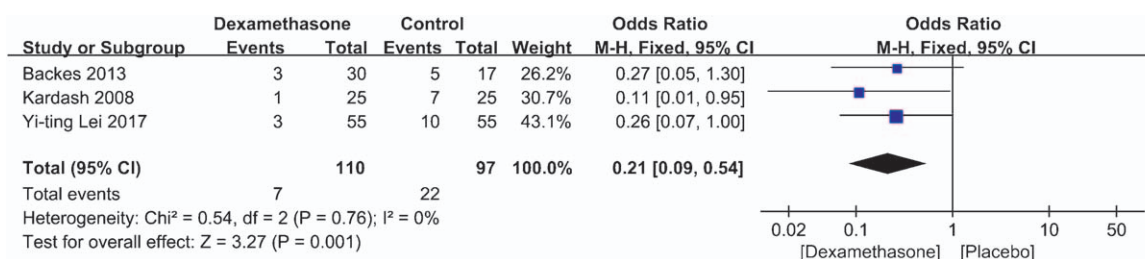 Dexamethasone Control Odds Ratio Odds Ratio
Study or Subgroup Events Total Events Total Weight M-H, Fixed, 95% CI M-H, Fixed, 95% CI
Backes 2013 3 30 5 17 26.2% 0.27 [0.05, 1.30]
Kardash 2008 1 25 7 25 30.7% 0.11 [0.01, 0.95]
Yi-ting Lei 2017 3 55 10 55 43.1% 0.26 [0.07, 1.00]
Total (95% CI) 110 97 100.0% 0.21 [0.09, 0.54]
Total events 7 22
Heterogeneity: Chi² = 0.54, df = 2 (P = 0.76); I² = 0%
Test for overall effect: Z = 3.27 (P = 0.001)
0.02 0.1 1 10 50
[Dexamethasone] [Placebo]